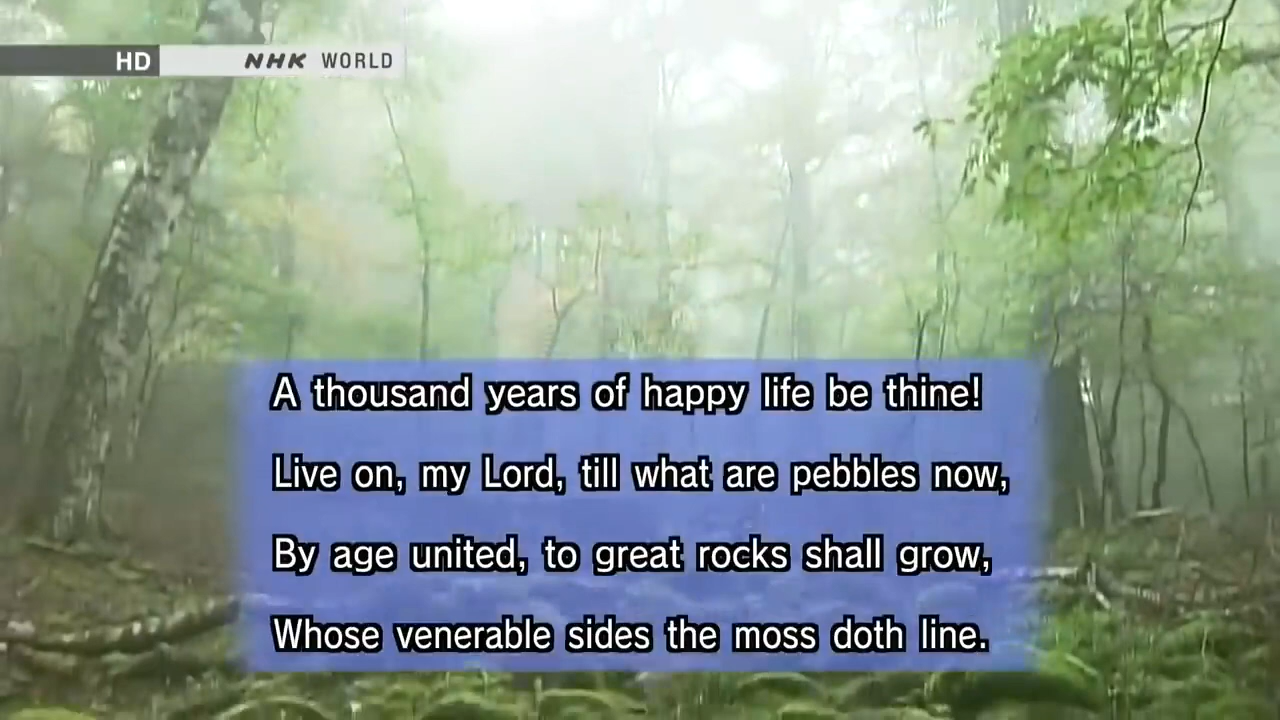 HD NHK WORLD
A thousand years of happy life be thine!
Live on, my Lord, till what are pebbles now,
By age united, to great rocks shall grow,
Whose venerable sides the moss doth line.